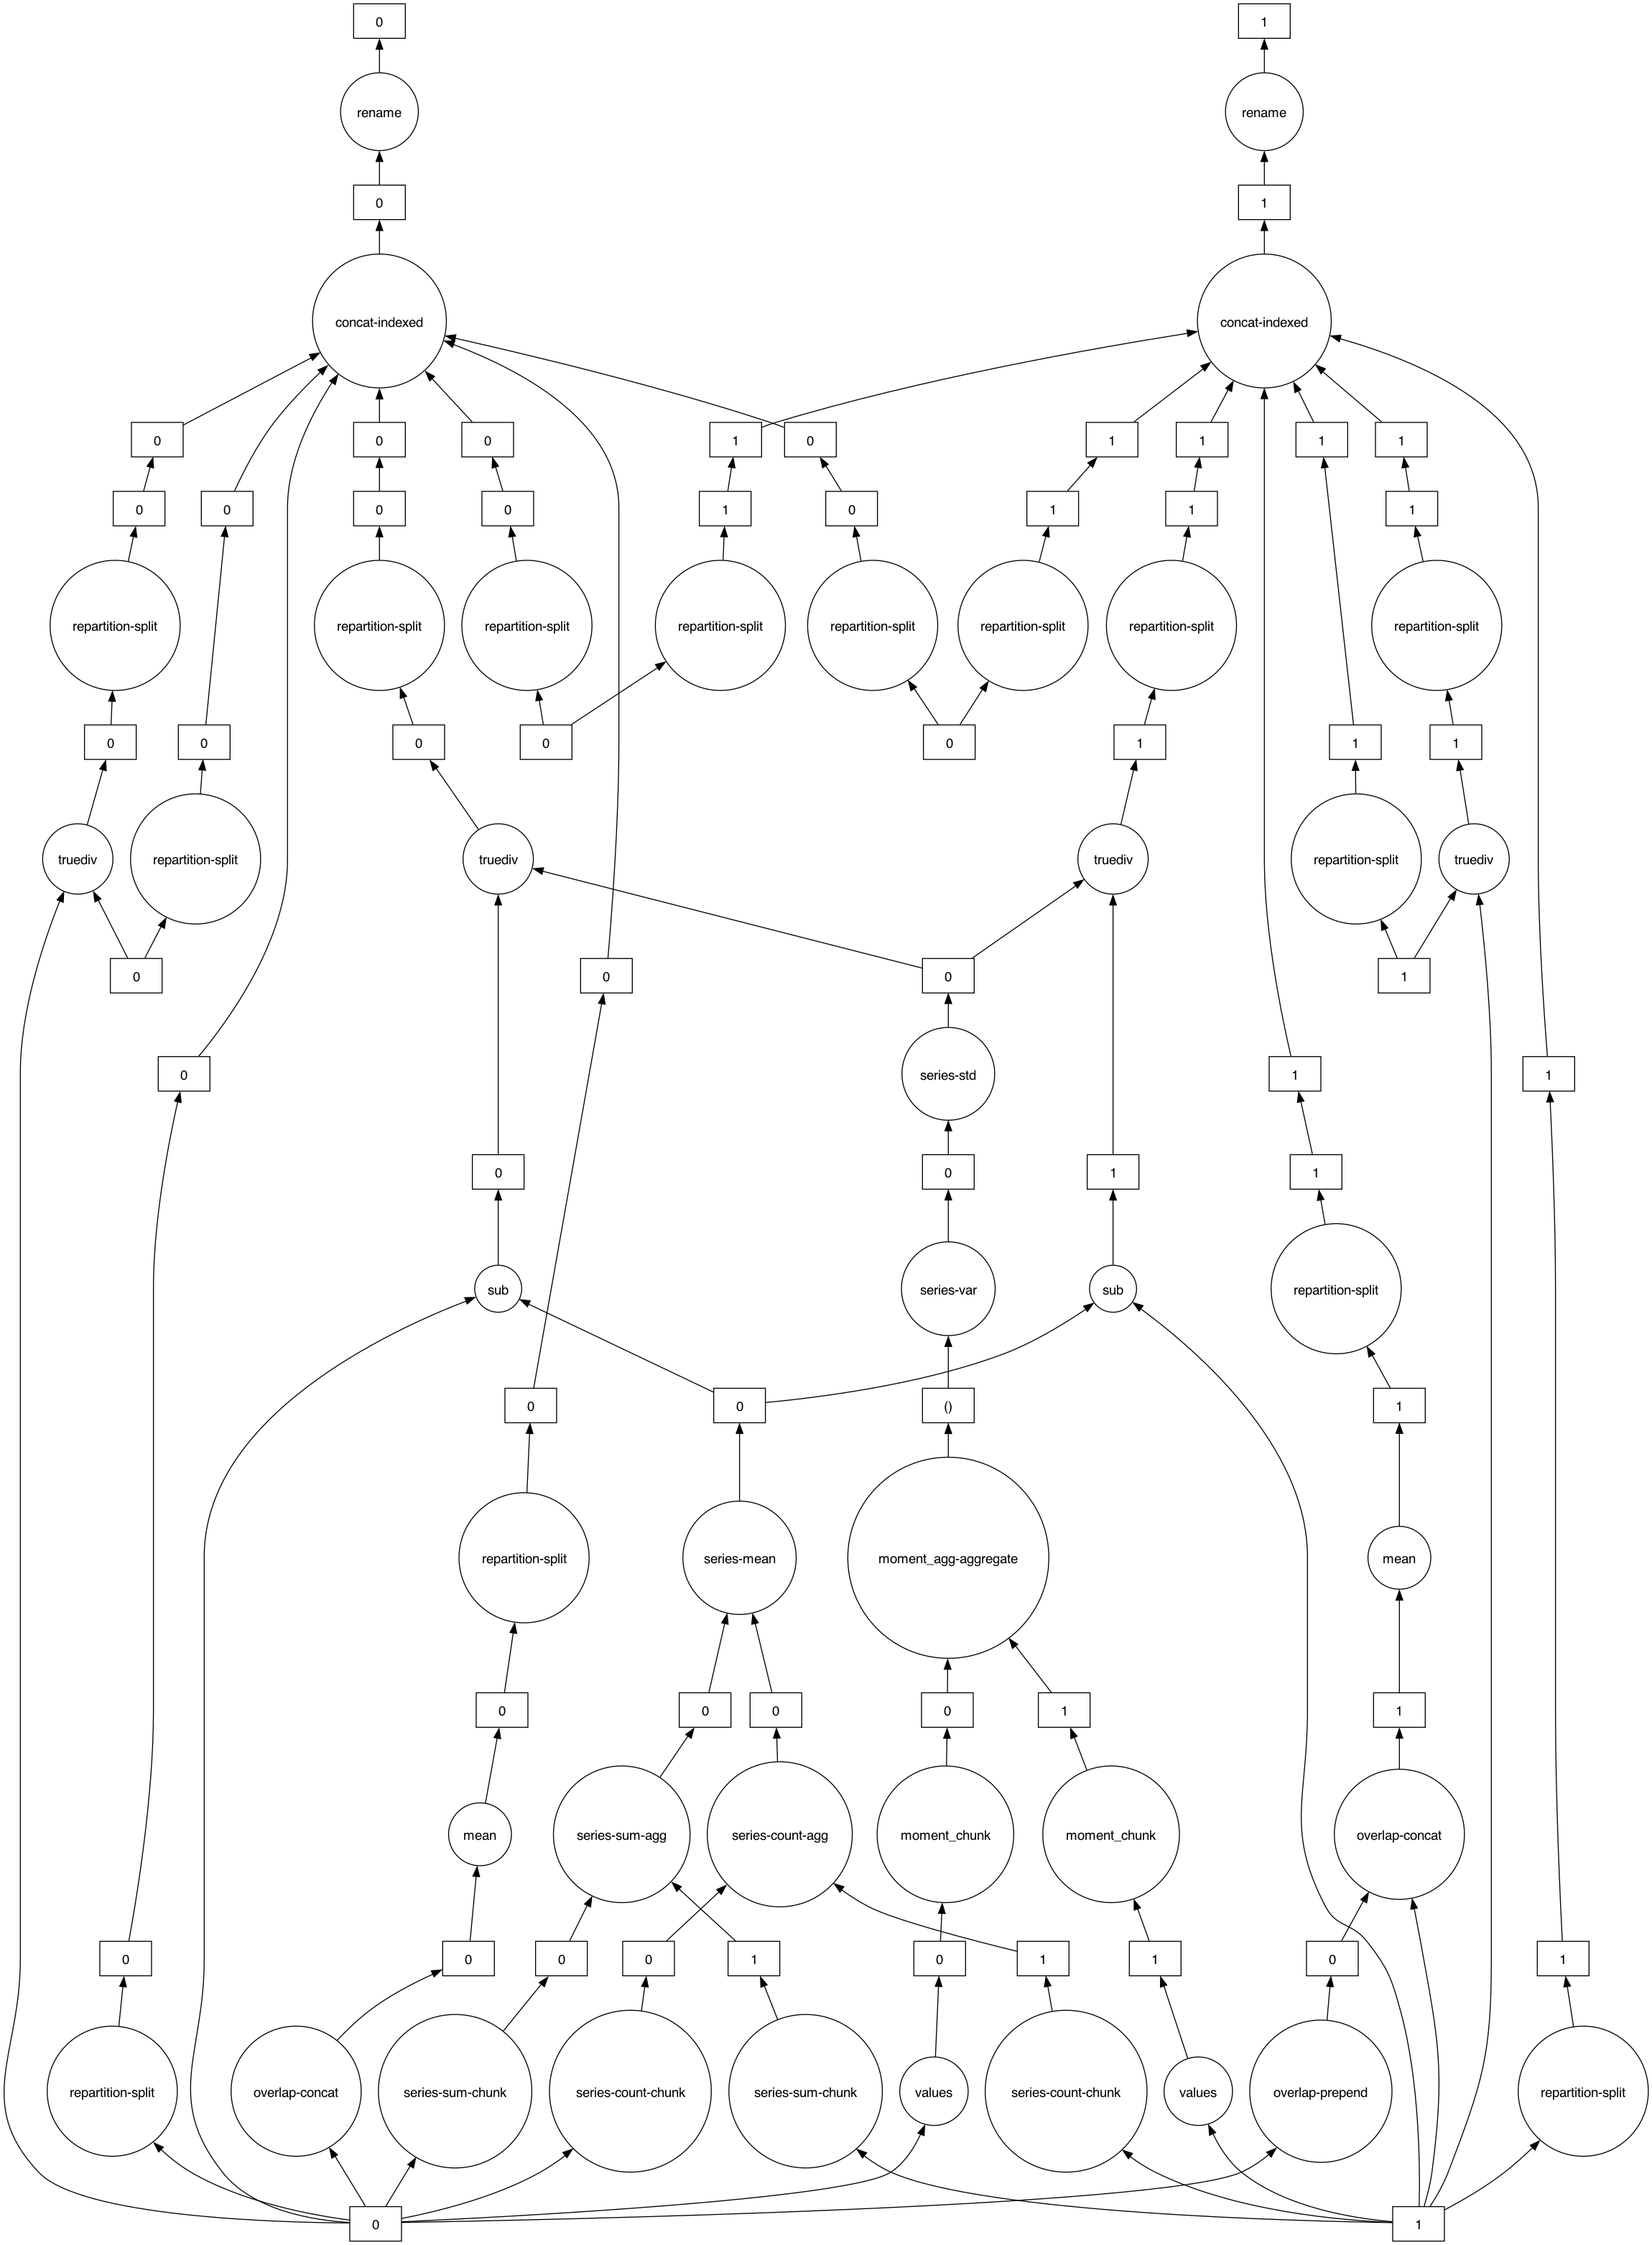 0 1
rename rename
0 1
concat-indexed concat-indexed
0 0 0 1 0 1 1 1 1
0 0 0 0 1 0 1 1 1
repartition-split repartition-split repartition-split repartition-split repartition-split repartition-split repartition-split repartition-split
0 0 0 0 0 1 1 1
truediv repartition-split truediv truediv repartition-split truediv
0 0 0 1
0 series-std 1 1
0 0 1 1
sub series-var sub repartition-split
0 0 () 1
repartition-split series-mean moment_agg-aggregate mean
0 0 0 0 1 1
mean series-sum-agg series-count-agg moment_chunk moment_chunk overlap-concat
0 0 0 0 1 0 1 1 0 1
repartition-split overlap-concat series-sum-chunk series-count-chunk series-sum-chunk values series-count-chunk values overlap-prepend repartition-split
0 1